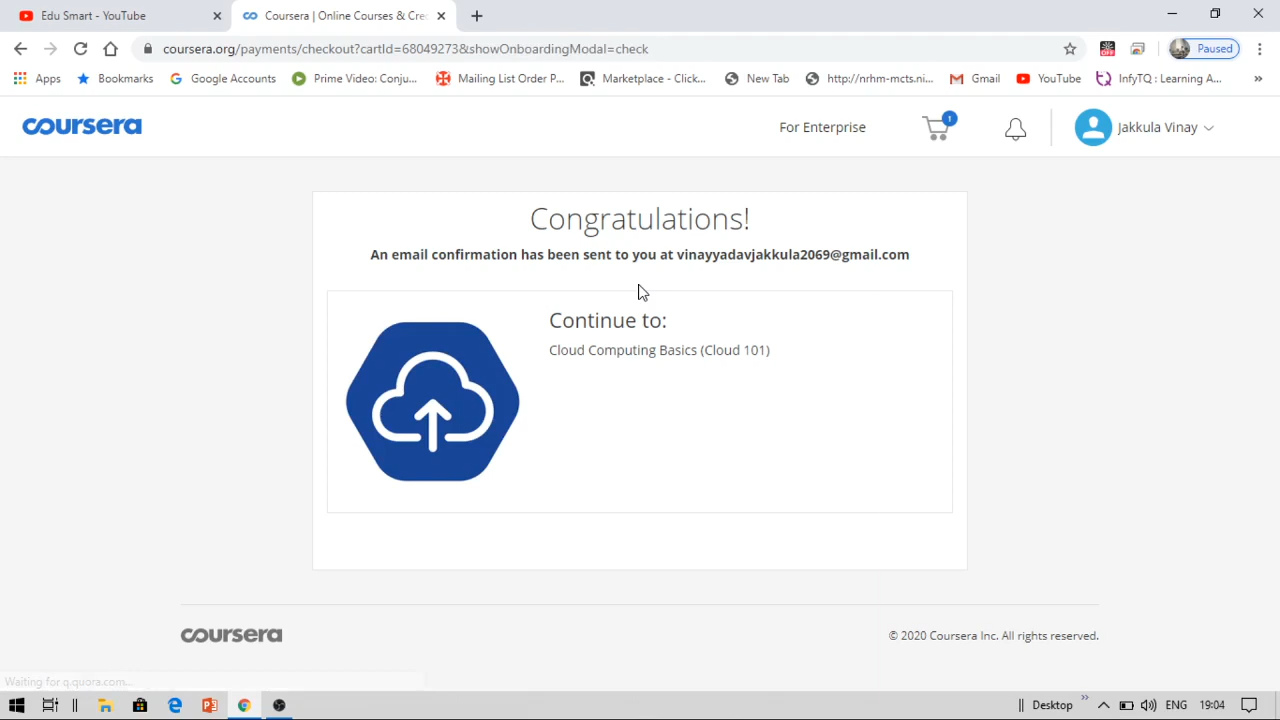 Edu Smart - YouTube
Coursera | Online Courses & Cre
coursera.org/payments/checkout?cartId=68049273&showOnboardingModal=check
OFF
Paused
Apps Bookmarks Google Accounts Prime Video: Conju... Mailing List Order P... Marketplace - Click... New Tab http://nrhm-mcts.ni... Gmail YouTube InfyTQ : Learning A... »
coursera
For Enterprise
1
Jakkula Vinay
Congratulations!
An email confirmation has been sent to you at vinayyadavjakkula2069@gmail.com
Continue to:
Cloud Computing Basics (Cloud 101)
coursera
© 2020 Coursera Inc. All rights reserved.
Waiting for q.quora.com...
Desktop » ENG 19:04